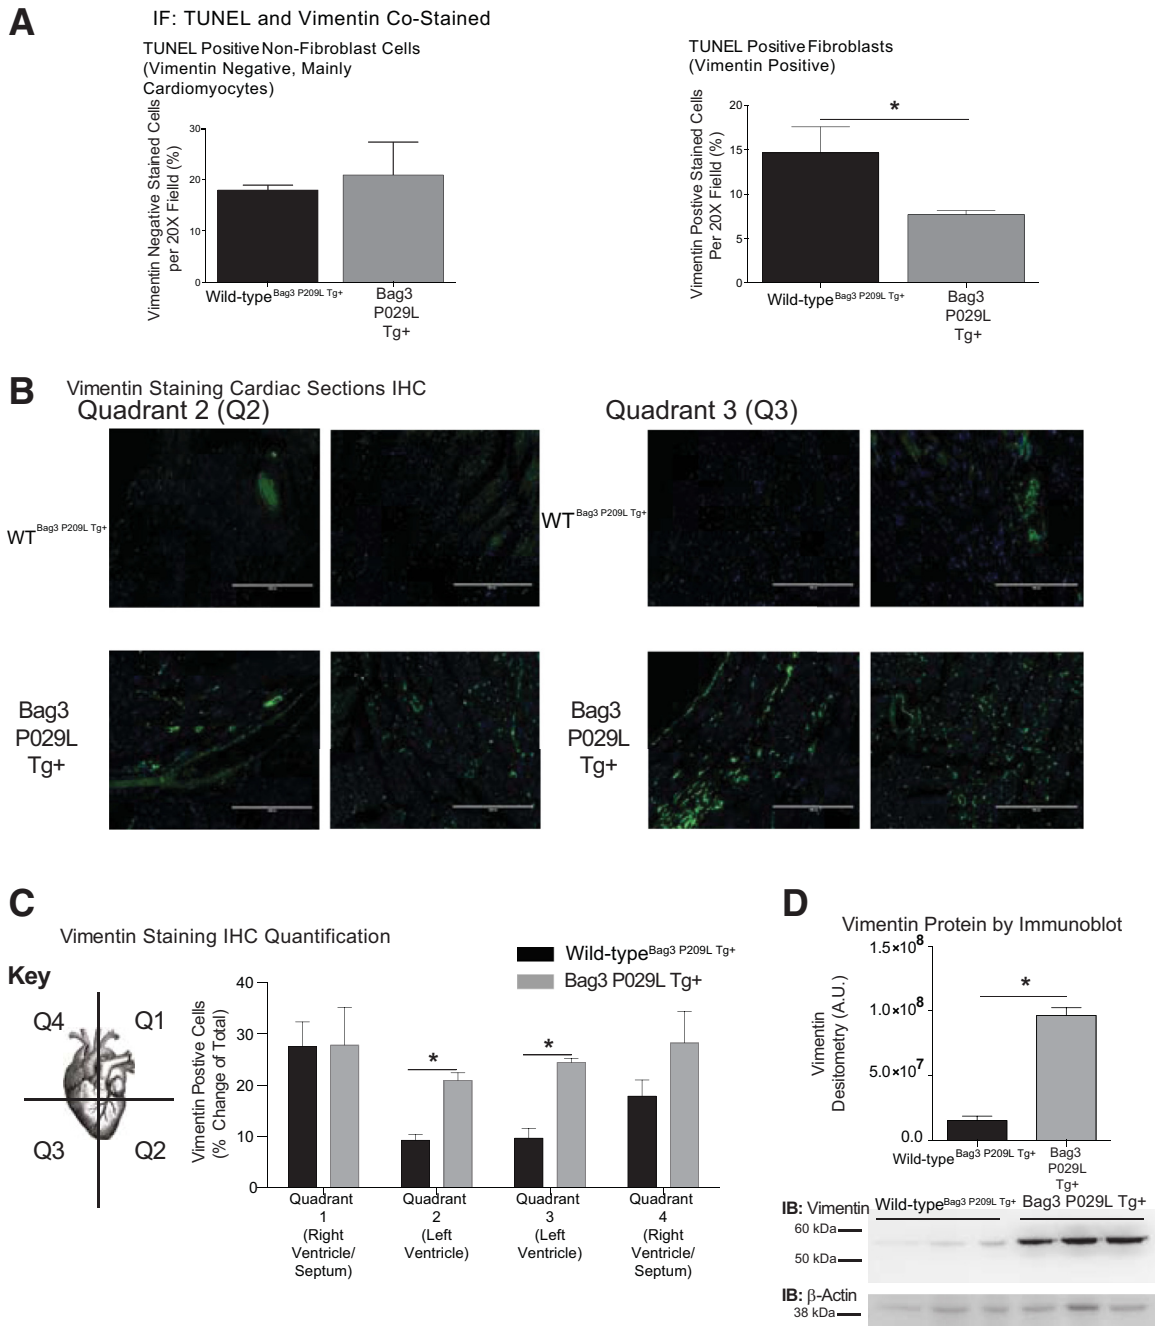 A
IF: TUNEL and Vimentin Co-Stained
TUNEL Positive Non-Fibroblast Cells
(Vimentin Negative, Mainly
Cardiomyocytes)
Vimentin Negative Stained Cells
per 20X Fielld (%)
30
20
10
0
Wild-type Bag3 P209L Tg+
Bag3
P029L
Tg+
TUNEL Positive Fibroblasts
(Vimentin Positive)
Vimentin Postive Stained Cells
Per 20X Fielld (%)
20
15
10
5
0
*
Wild-type Bag3 P209L Tg+
Bag3
P029L
Tg+
B
Vimentin Staining Cardiac Sections IHC
Quadrant 2 (Q2)
Quadrant 3 (Q3)
WT Bag3 P209L Tg+
WT Bag3 P209L Tg+
Bag3
P029L
Tg+
Bag3
P029L
Tg+
C
Vimentin Staining IHC Quantification
Key
Q4
Q1
Q3
Q2
Wild-type Bag3 P209L Tg+
Bag3 P029L Tg+
Vimentin Postive Cells
(% Change of Total)
40
30
20
10
0
*
*
Quadrant
1
(Right
Ventricle/
Septum)
Quadrant
2
(Left
Ventricle)
Quadrant
3
(Left
Ventricle)
Quadrant
4
(Right
Ventricle/
Septum)
D
Vimentin Protein by Immunoblot
Vimentin
Desitometry (A.U.)
1.5×10⁸
1.0×10⁸
5.0×10⁷
0.0
*
Wild-type Bag3 P209L Tg+
Bag3
P029L
Tg+
IB: Vimentin
Wild-type Bag3 P209L Tg+
Bag3 P029L Tg+
60 kDa
50 kDa
IB: β-Actin
38 kDa